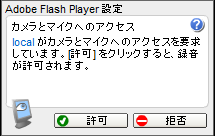 Adobe Flash Player 設定
カメラとマイクへのアクセス
local がカメラとマイクへのアクセスを要求
しています。[許可] をクリックすると、録音
が許可されます。
許可
拒否